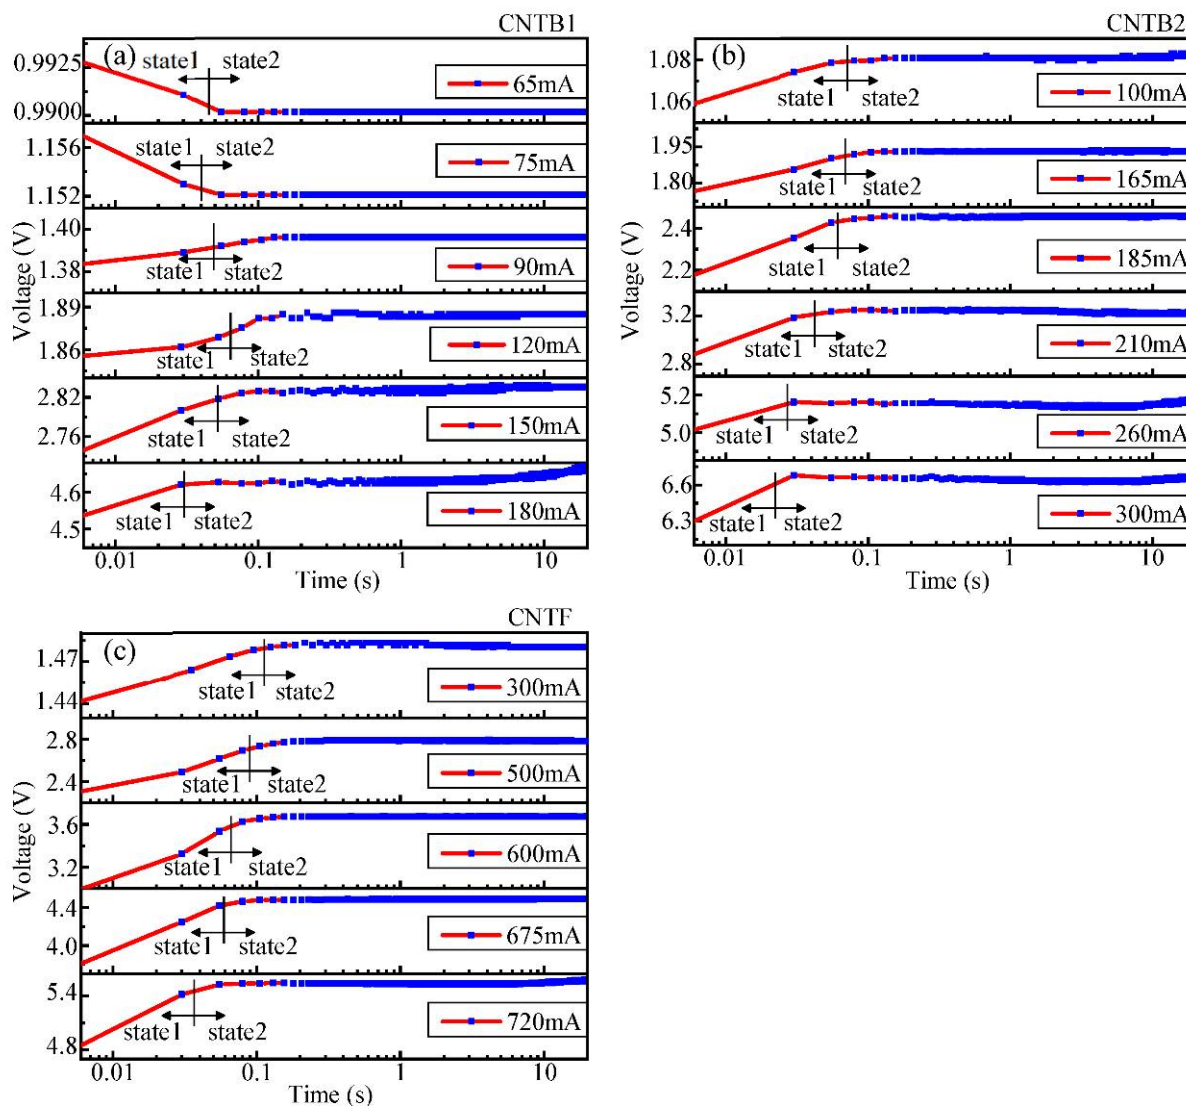 CNTB1
(a)
0.9925
state1
state2
65mA
0.9900
1.156
state1
state2
75mA
1.152
1.40
state1
state2
90mA
1.38
1.89
state1
state2
120mA
1.86
2.82
state1
state2
150mA
2.76
4.6
state1
state2
180mA
4.5
Voltage (V)
0.01
0.1
1
10
Time (s)
CNTB2
(b)
1.08
state1
state2
100mA
1.06
1.95
state1
state2
165mA
1.80
2.4
state1
state2
185mA
2.2
3.2
state1
state2
210mA
2.8
5.2
state1
state2
260mA
5.0
6.6
state1
state2
300mA
6.3
Voltage (V)
0.01
0.1
1
10
Time (s)
CNTF
(c)
1.47
state1
state2
300mA
1.44
2.8
state1
state2
500mA
2.4
3.6
state1
state2
600mA
3.2
4.4
state1
state2
675mA
4.0
5.4
state1
state2
720mA
4.8
Voltage (V)
0.01
0.1
1
10
Time (s)